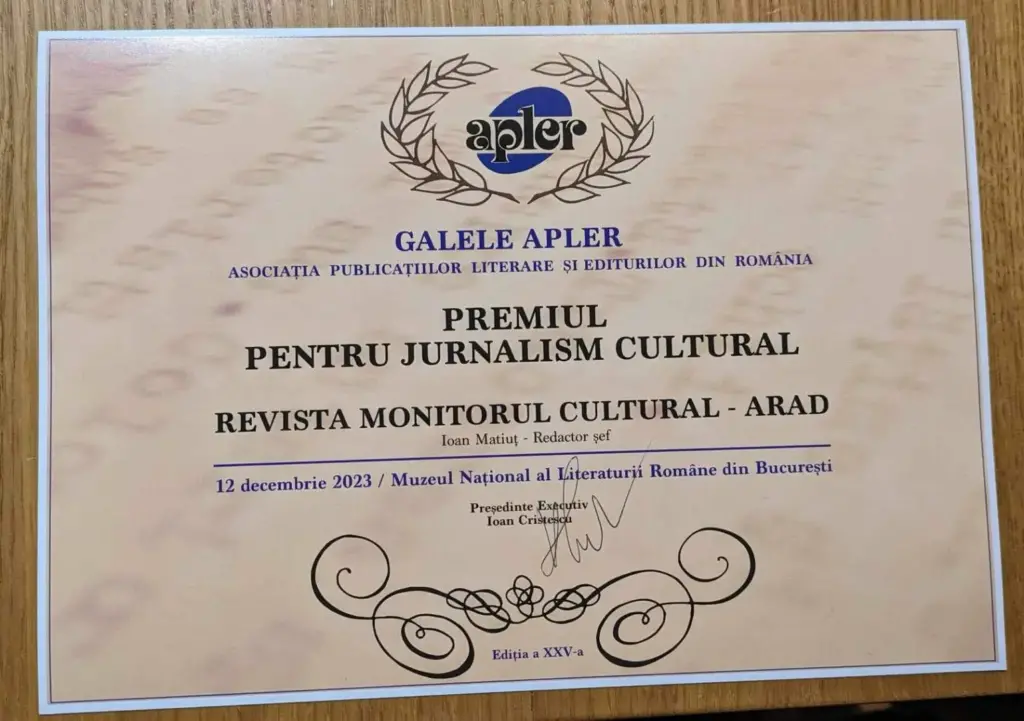 apler
GALELE APLER
ASOCIAȚIA PUBLICAȚIILOR LITERARE ȘI EDITURILOR DIN ROMÂNIA
PREMIUL
PENTRU JURNALISM CULTURAL
REVISTA MONITORUL CULTURAL - ARAD
Ioan Matiuț - Redactor șef
12 decembrie 2023 / Muzeul Național al Literaturii Române din București
Președinte Executiv
Ioan Cristescu
Ediția a XXV-a